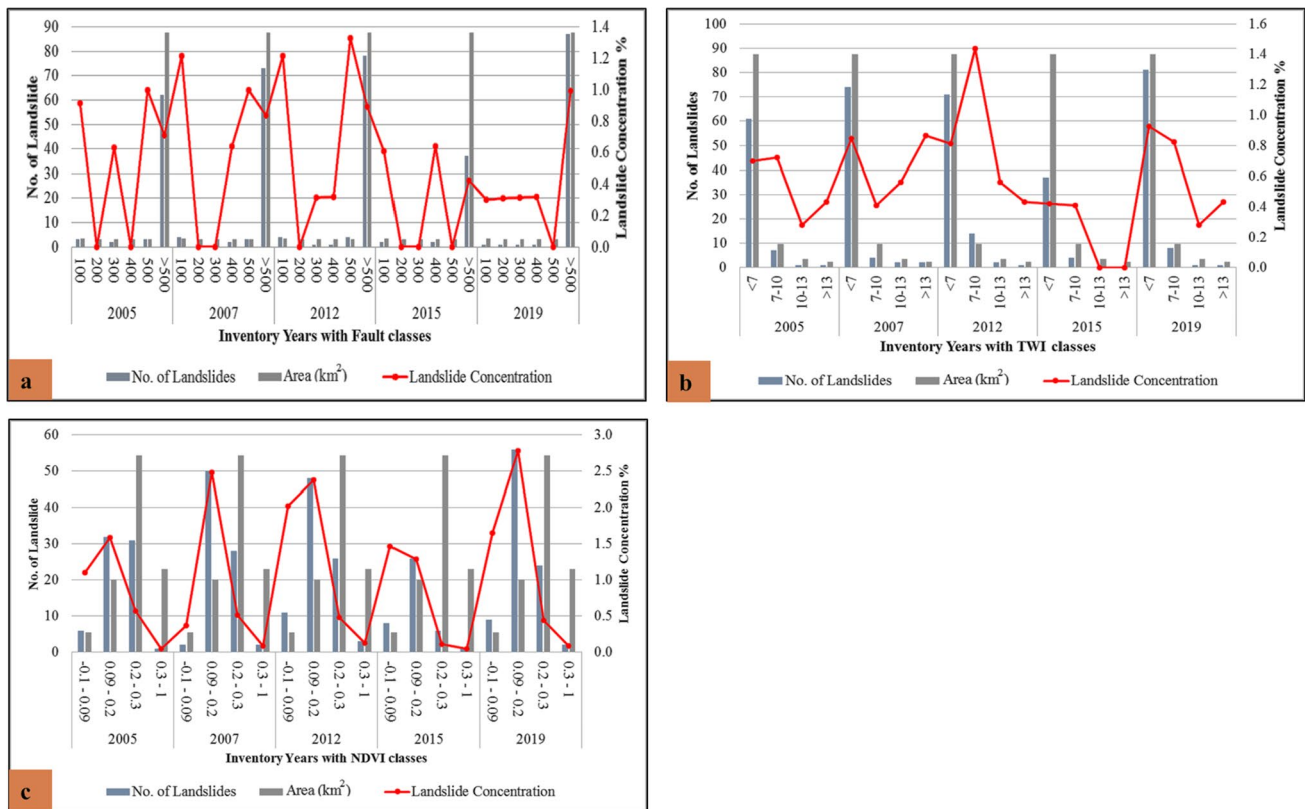 90
80
70
60
50
40
30
20
10
0
No. of Landslide
1.4
1.2
1.0
0.8
0.6
0.4
0.2
0.0
Landslide Concentration %
100 200 300 400 500 >500 100 200 300 400 500 >500 100 200 300 400 500 >500 100 200 300 400 500 >500 100 200 300 400 500 >500
2005 2007 2012 2015 2019
Inventory Years with Fault classes
No. of Landslides Area (km²) Landslide Concentration
a
100
90
80
70
60
50
40
30
20
10
0
No. of Landslides
1.6
1.4
1.2
1.0
0.8
0.6
0.4
0.2
0.0
Landslide Concentration %
<7 7-10 10-13 >13 <7 7-10 10-13 >13 <7 7-10 10-13 >13 <7 7-10 10-13 >13 <7 7-10 10-13 >13
2005 2007 2012 2015 2019
Inventory Years with TWI classes
No. of Landslides Area (km²) Landslide Concentration
b
60
50
40
30
20
10
0
No. of Landslide
3.0
2.5
2.0
1.5
1.0
0.5
0.0
Landslide Concentration %
-0.1 - 0.09 0.09 - 0.2 0.2 - 0.3 0.3 - 1 -0.1 - 0.09 0.09 - 0.2 0.2 - 0.3 0.3 - 1 -0.1 - 0.09 0.09 - 0.2 0.2 - 0.3 0.3 - 1 -0.1 - 0.09 0.09 - 0.2 0.2 - 0.3 0.3 - 1 -0.1 - 0.09 0.09 - 0.2 0.2 - 0.3 0.3 - 1
2005 2007 2012 2015 2019
Inventory Years with NDVI classes
No. of Landslides Area (km²) Landslide Concentration
c